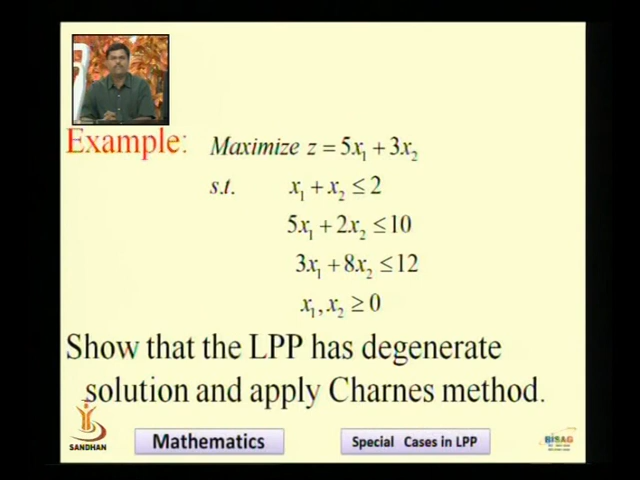 Example: Maximize z = 5x₁ + 3x₂
s.t. x₁ + x₂ ≤ 2
5x₁ + 2x₂ ≤ 10
3x₁ + 8x₂ ≤ 12
x₁, x₂ ≥ 0
Show that the LPP has degenerate
solution and apply Charnes method.
SANDHAN
Mathematics
Special Cases in LPP
BISAG